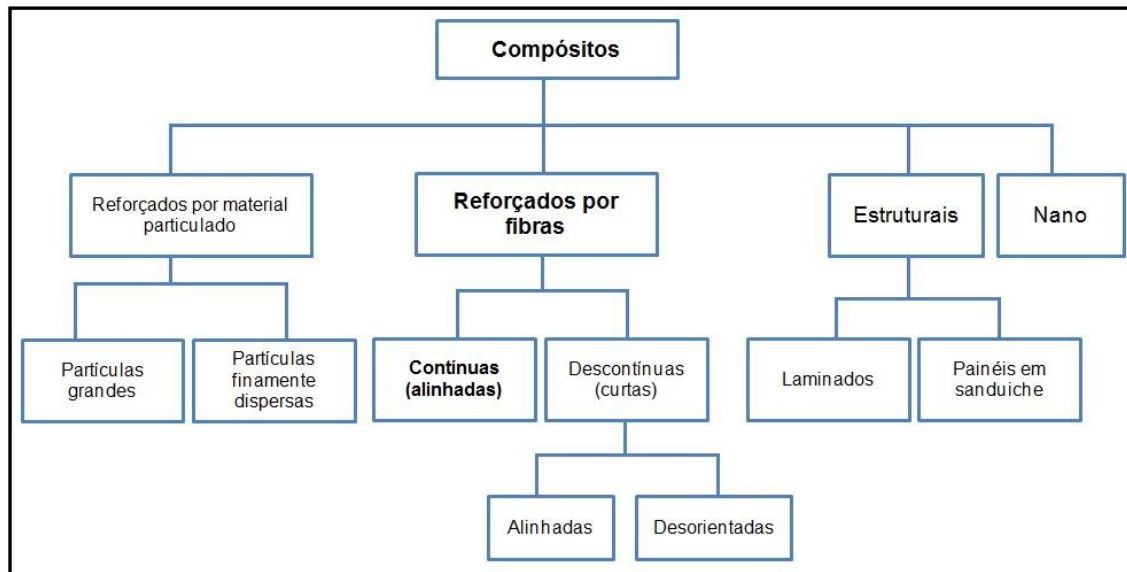 Compósitos
Reforçados por material
particulado
Reforçados por
fibras
Estruturais
Nano
Partículas
grandes
Partículas
finamente
dispersas
Contínuas
(alinhadas)
Descontínuas
(curtas)
Laminados
Painéis em
sanduiche
Alinhadas
Desorientadas